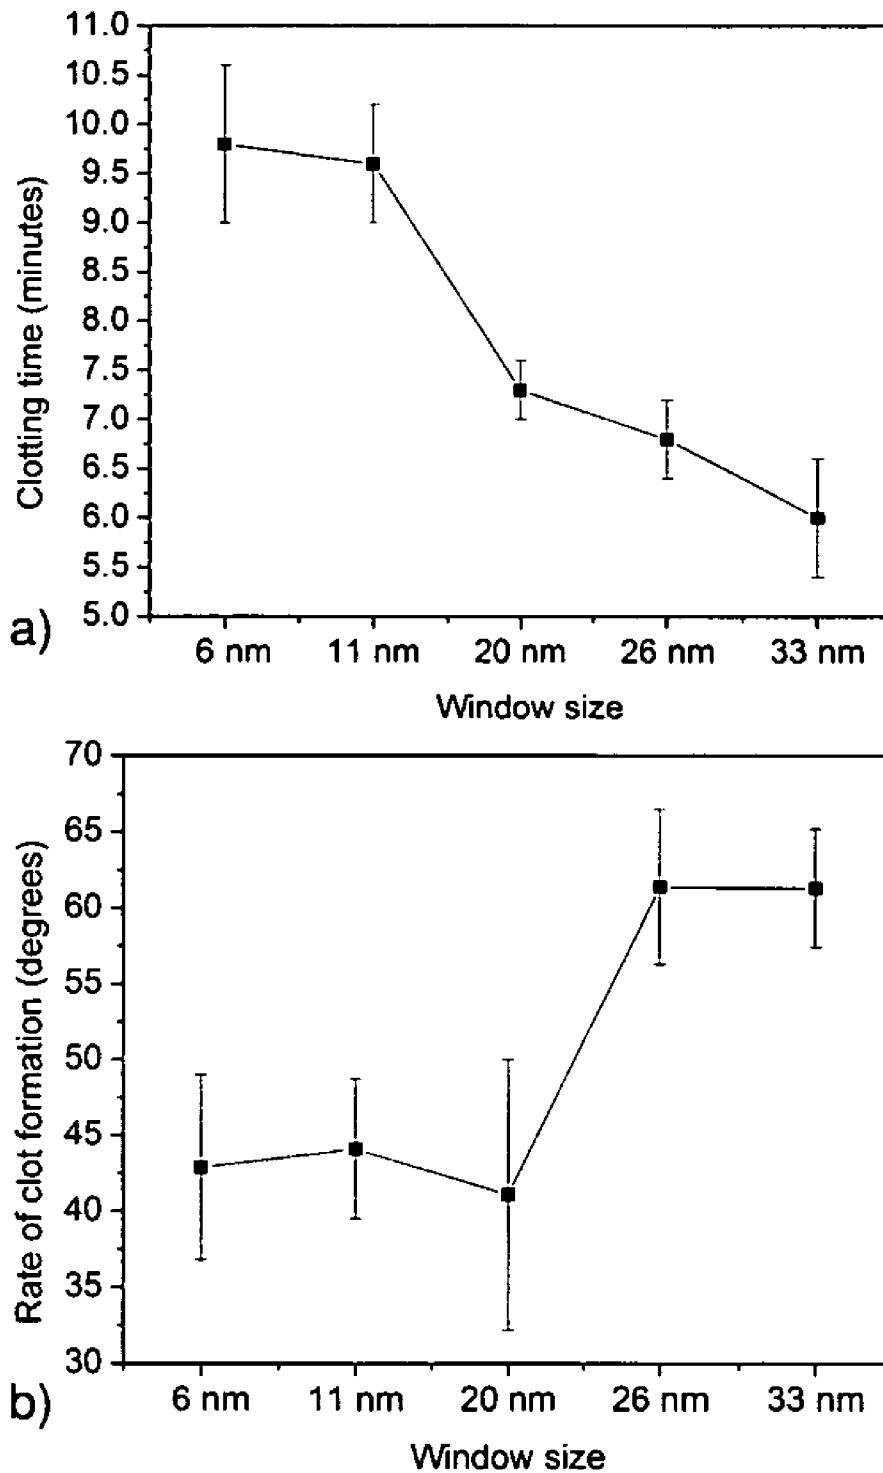 11.0
10.5
10.0
9.5
9.0
8.5
8.0
7.5
7.0
6.5
6.0
5.5
5.0
Clotting time (minutes)
a)
6 nm 11 nm 20 nm 26 nm 33 nm
Window size
70
65
60
55
50
45
40
35
30
Rate of clot formation (degrees)
b)
6 nm 11 nm 20 nm 26 nm 33 nm
Window size